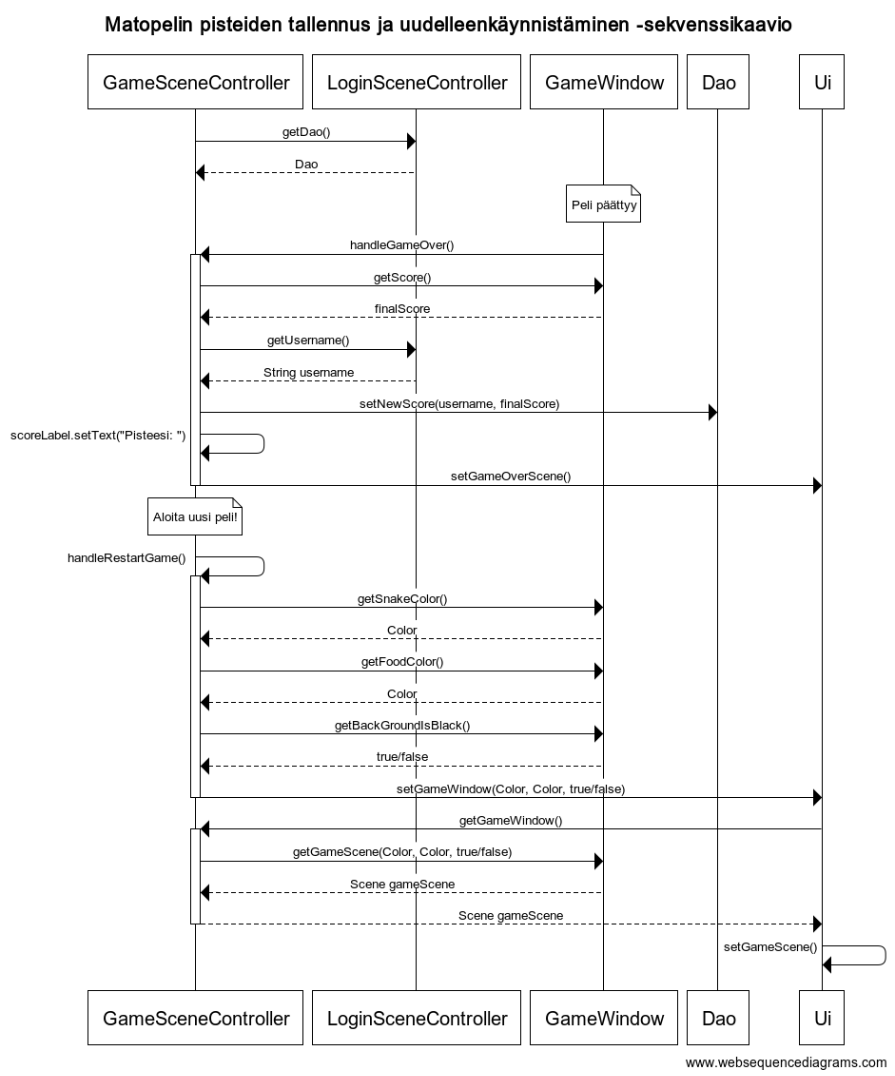 Matopelin pisteiden tallennus ja uudelleenkäynnistäminen -sekvenssikaavio
GameSceneController
LoginSceneController
GameWindow
Dao
Ui
getDao()
Dao
Peli päättyy
handleGameOver()
getScore()
finalScore
getUsername()
String username
setNewScore(username, finalScore)
scoreLabel.setText("Pisteesi: ")
setGameOverScene()
Aloita uusi peli!
handleRestartGame()
getSnakeColor()
Color
getFoodColor()
Color
getBackGroundIsBlack()
true/false
setGameWindow(Color, Color, true/false)
getGameWindow()
getGameScene(Color, Color, true/false)
Scene gameScene
Scene gameScene
setGameScene()
GameSceneController
LoginSceneController
GameWindow
Dao
Ui
www.websequencediagrams.com